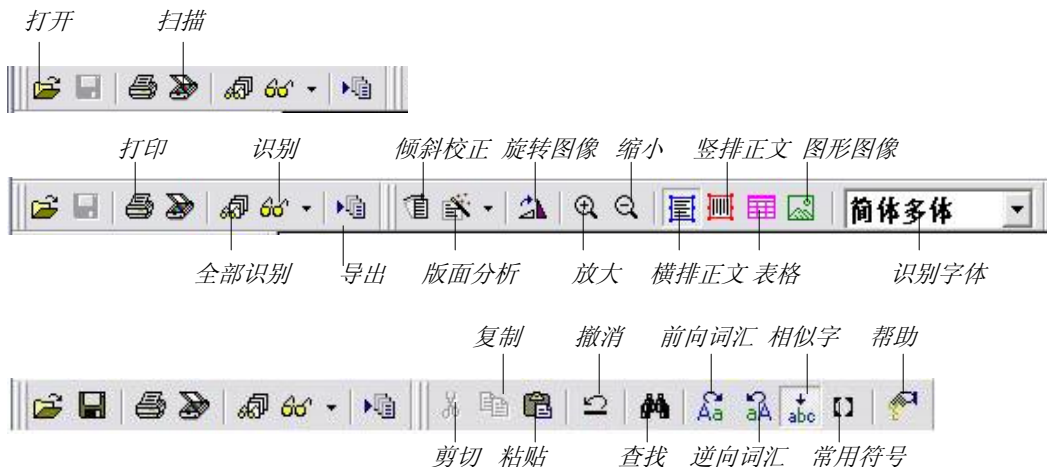 打开 扫描
打印 识别 倾斜校正 旋转图像 缩小 竖排正文 图形图像
简体多体
全部识别 导出 版面分析 放大 横排正文 表格 识别字体
复制 撤消 前向词汇 相似字 帮助
Aa aA abc
剪切 粘贴 查找 逆向词汇 常用符号